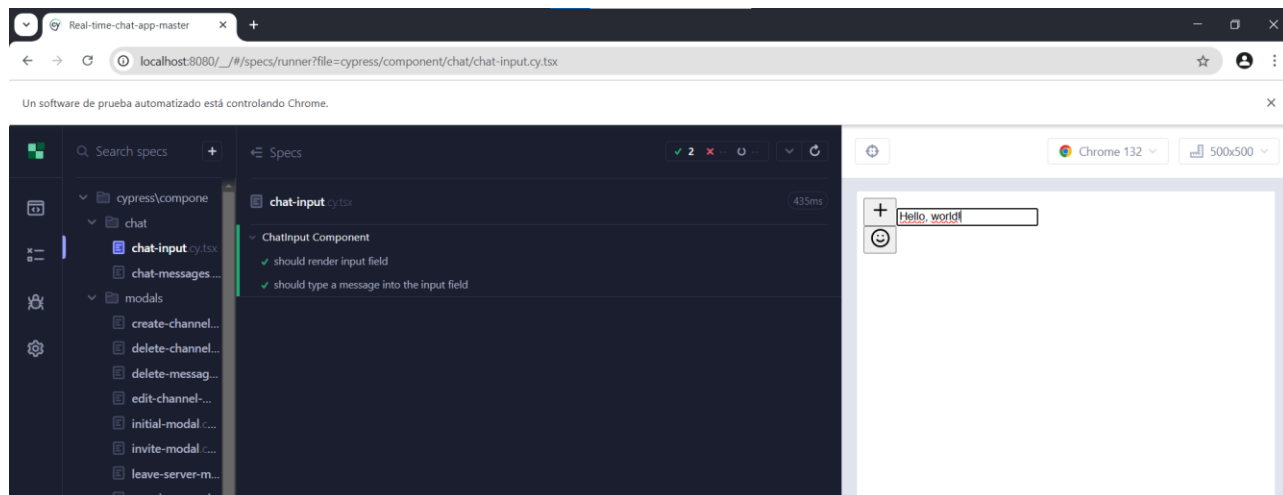 Real-time-chat-app-master
localhost:8080/__/#/specs/runner?file=cypress/component/chat/chat-input.cy.tsx
Un software de prueba automatizado está controlando Chrome.
Search specs
Specs
2
--
--
Chrome 132
500x500
cypress\compone
chat
chat-input.cy.tsx
chat-messages....
modals
create-channel...
delete-channel...
delete-messag...
edit-channel-...
initial-modal.c...
invite-modal.c...
leave-server-m...
chat-input.cy.tsx
435ms
ChatInput Component
should render input field
should type a message into the input field
Hello, world!